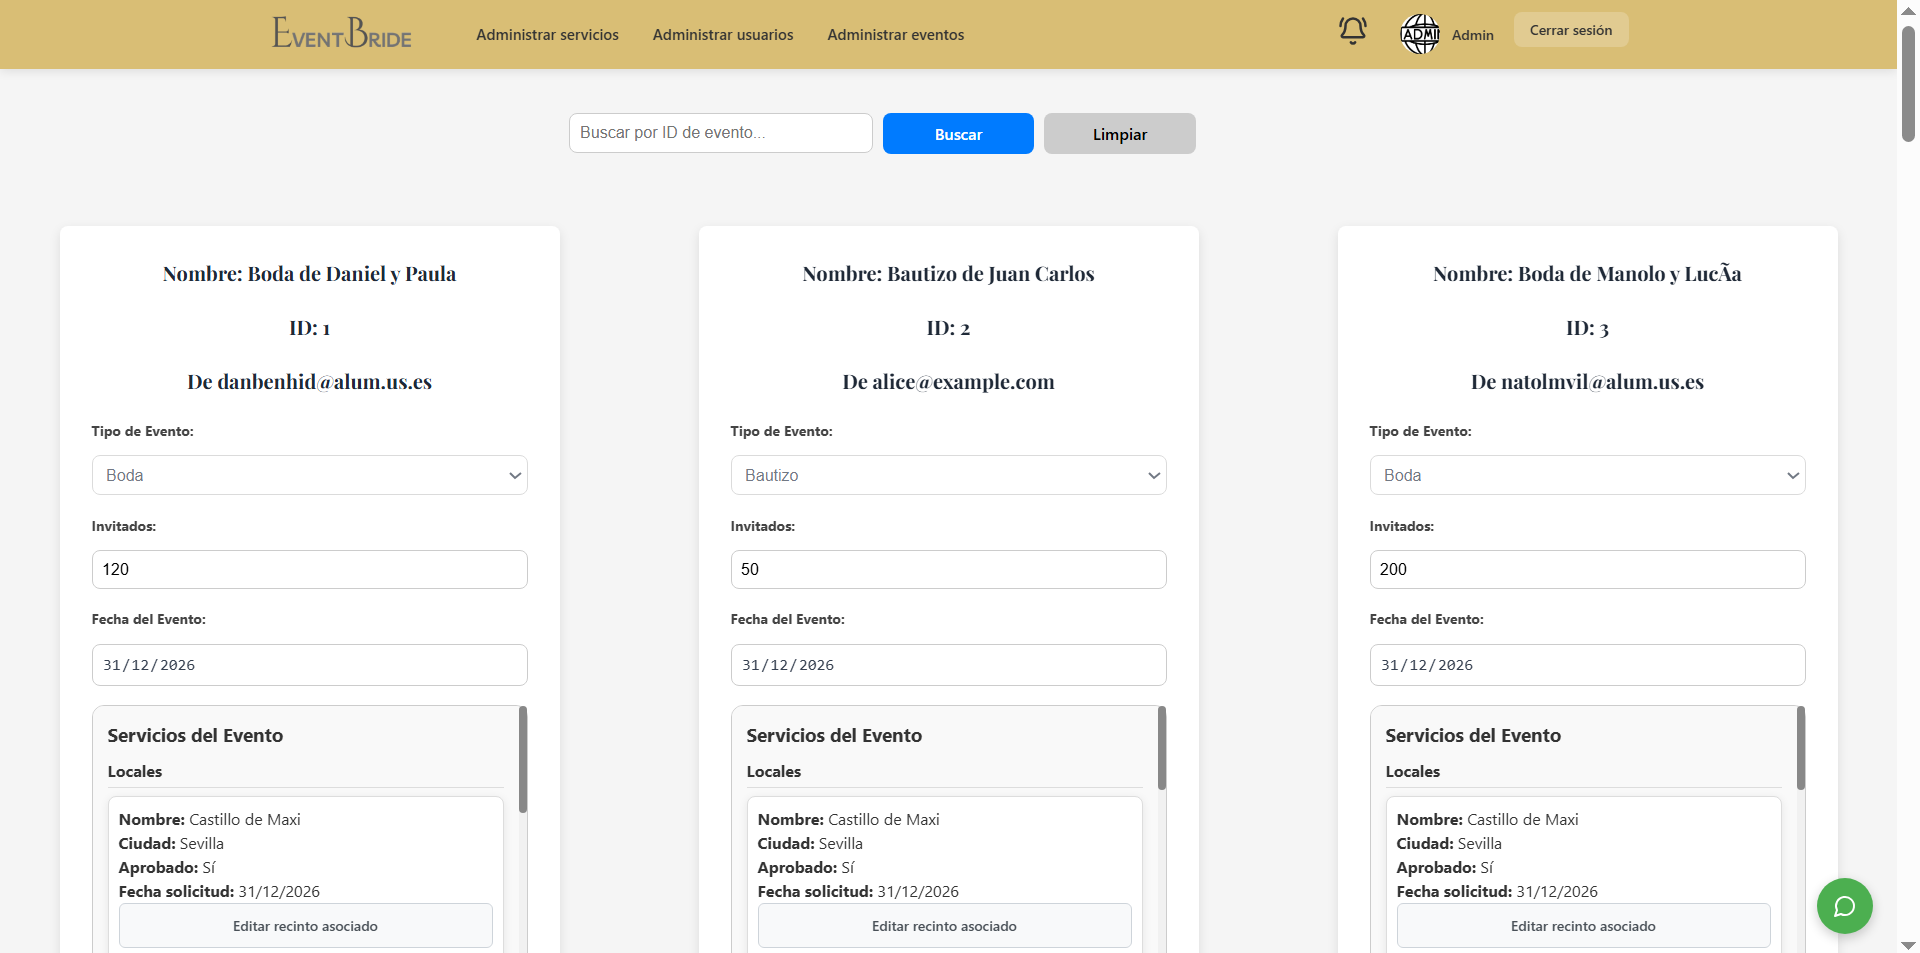 EventBride
Administrar servicios
Administrar usuarios
Administrar eventos
ADMIN
Admin
Cerrar sesión
Buscar por ID de evento...
Buscar
Limpiar
Nombre: Boda de Daniel y Paula
ID: 1
De danbenhid@alum.us.es
Tipo de Evento:
Boda
Invitados:
120
Fecha del Evento:
31/12/2026
Servicios del Evento
Locales
Nombre: Castillo de Maxi
Ciudad: Sevilla
Aprobado: Sí
Fecha solicitud: 31/12/2026
Editar recinto asociado
Nombre: Bautizo de Juan Carlos
ID: 2
De alice@example.com
Tipo de Evento:
Bautizo
Invitados:
50
Fecha del Evento:
31/12/2026
Servicios del Evento
Locales
Nombre: Castillo de Maxi
Ciudad: Sevilla
Aprobado: Sí
Fecha solicitud: 31/12/2026
Editar recinto asociado
Nombre: Boda de Manolo y LucÃa
ID: 3
De natolmvil@alum.us.es
Tipo de Evento:
Boda
Invitados:
200
Fecha del Evento:
31/12/2026
Servicios del Evento
Locales
Nombre: Castillo de Maxi
Ciudad: Sevilla
Aprobado: Sí
Fecha solicitud: 31/12/2026
Editar recinto asociado